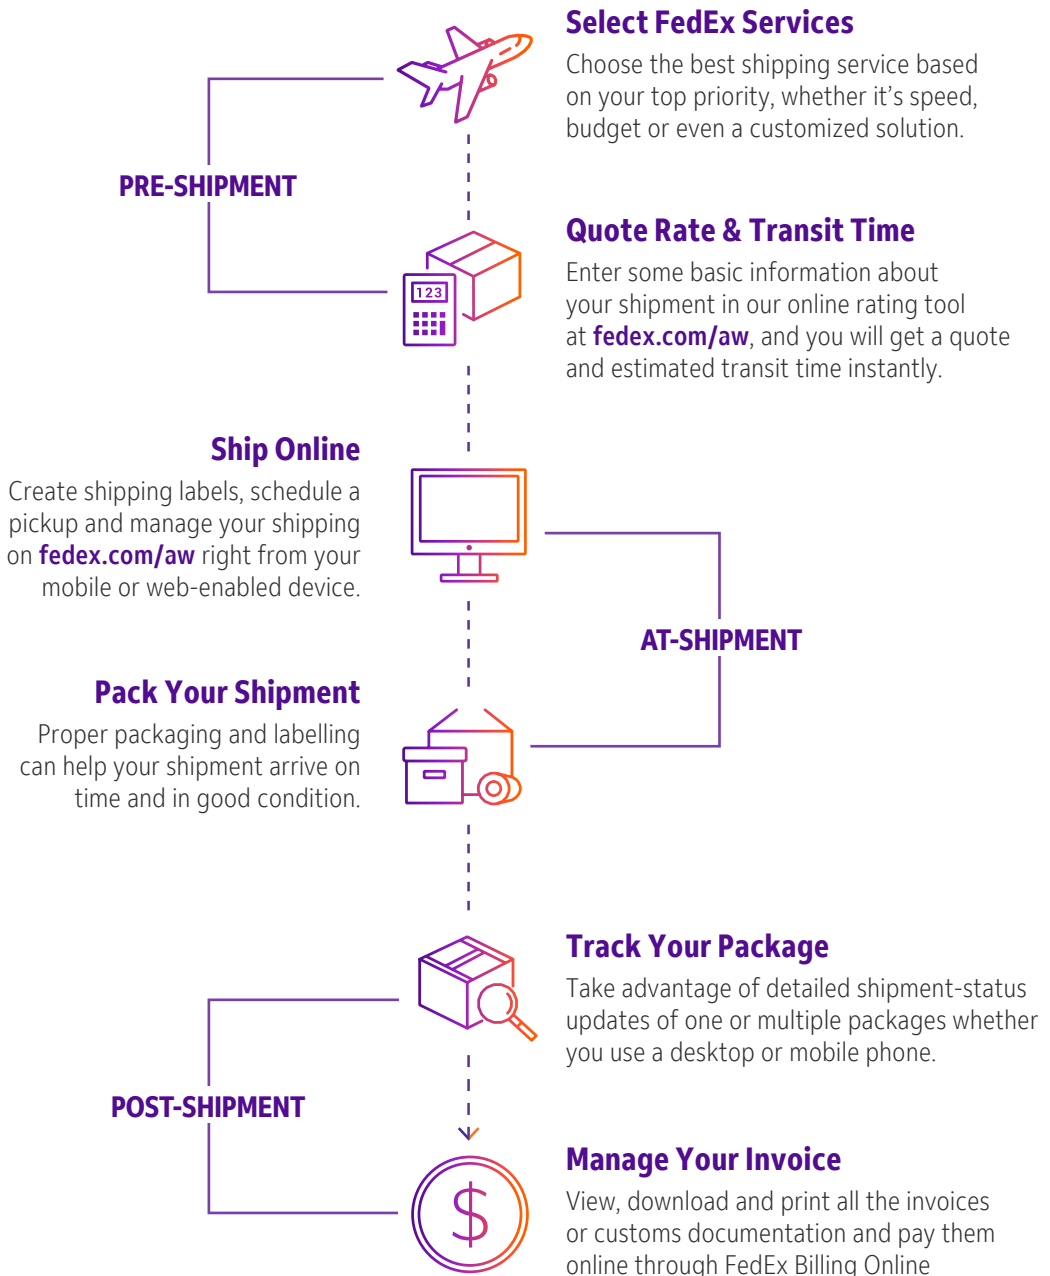 Select FedEx Services
Choose the best shipping service based
on your top priority, whether it’s speed,
budget or even a customized solution.
PRE-SHIPMENT
Quote Rate & Transit Time
Enter some basic information about
your shipment in our online rating tool
at fedex.com/aw, and you will get a quote
and estimated transit time instantly.
123
Ship Online
Create shipping labels, schedule a
pickup and manage your shipping
on fedex.com/aw right from your
mobile or web-enabled device.
AT-SHIPMENT
Pack Your Shipment
Proper packaging and labelling
can help your shipment arrive on
time and in good condition.
Track Your Package
Take advantage of detailed shipment-status
updates of one or multiple packages whether
you use a desktop or mobile phone.
POST-SHIPMENT
Manage Your Invoice
$
View, download and print all the invoices
or customs documentation and pay them
online through FedEx Billing Online